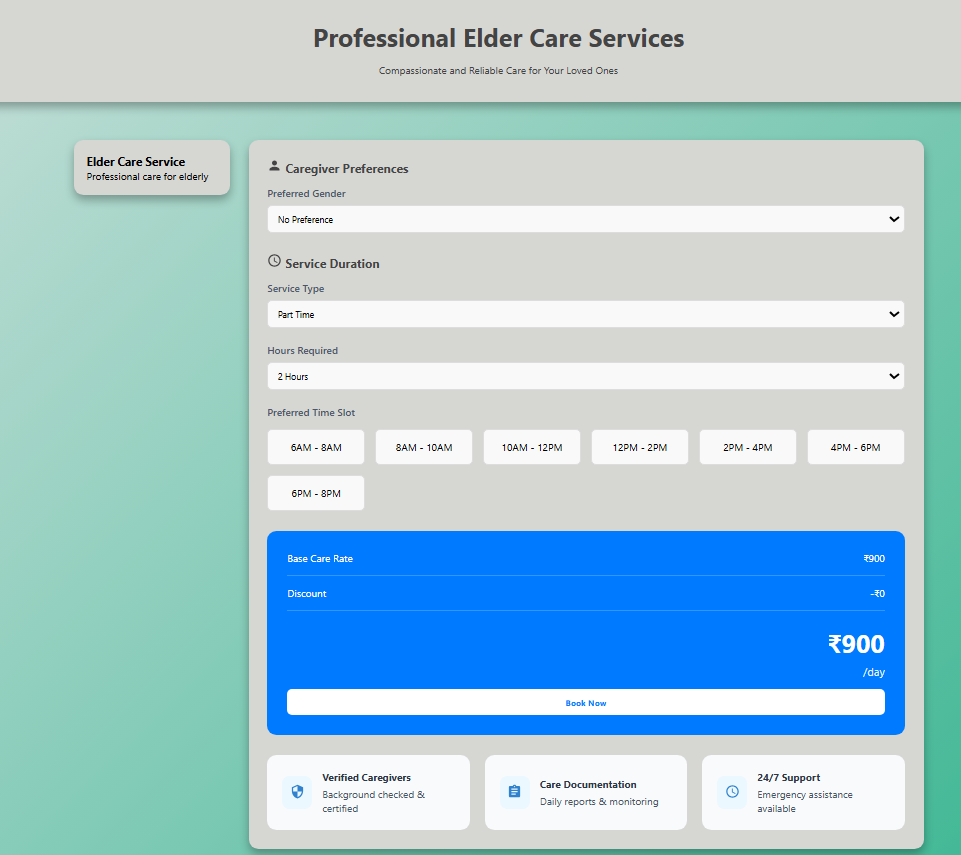 Professional Elder Care Services
Compassionate and Reliable Care for Your Loved Ones
Elder Care Service
Professional care for elderly
Caregiver Preferences
Preferred Gender
No Preference
Service Duration
Service Type
Part Time
Hours Required
2 Hours
Preferred Time Slot
6AM - 8AM
8AM - 10AM
10AM - 12PM
12PM - 2PM
2PM - 4PM
4PM - 6PM
6PM - 8PM
Base Care Rate ₹900
Discount -₹0
₹900
/day
Book Now
Verified Caregivers
Background checked &
certified
Care Documentation
Daily reports & monitoring
24/7 Support
Emergency assistance
available